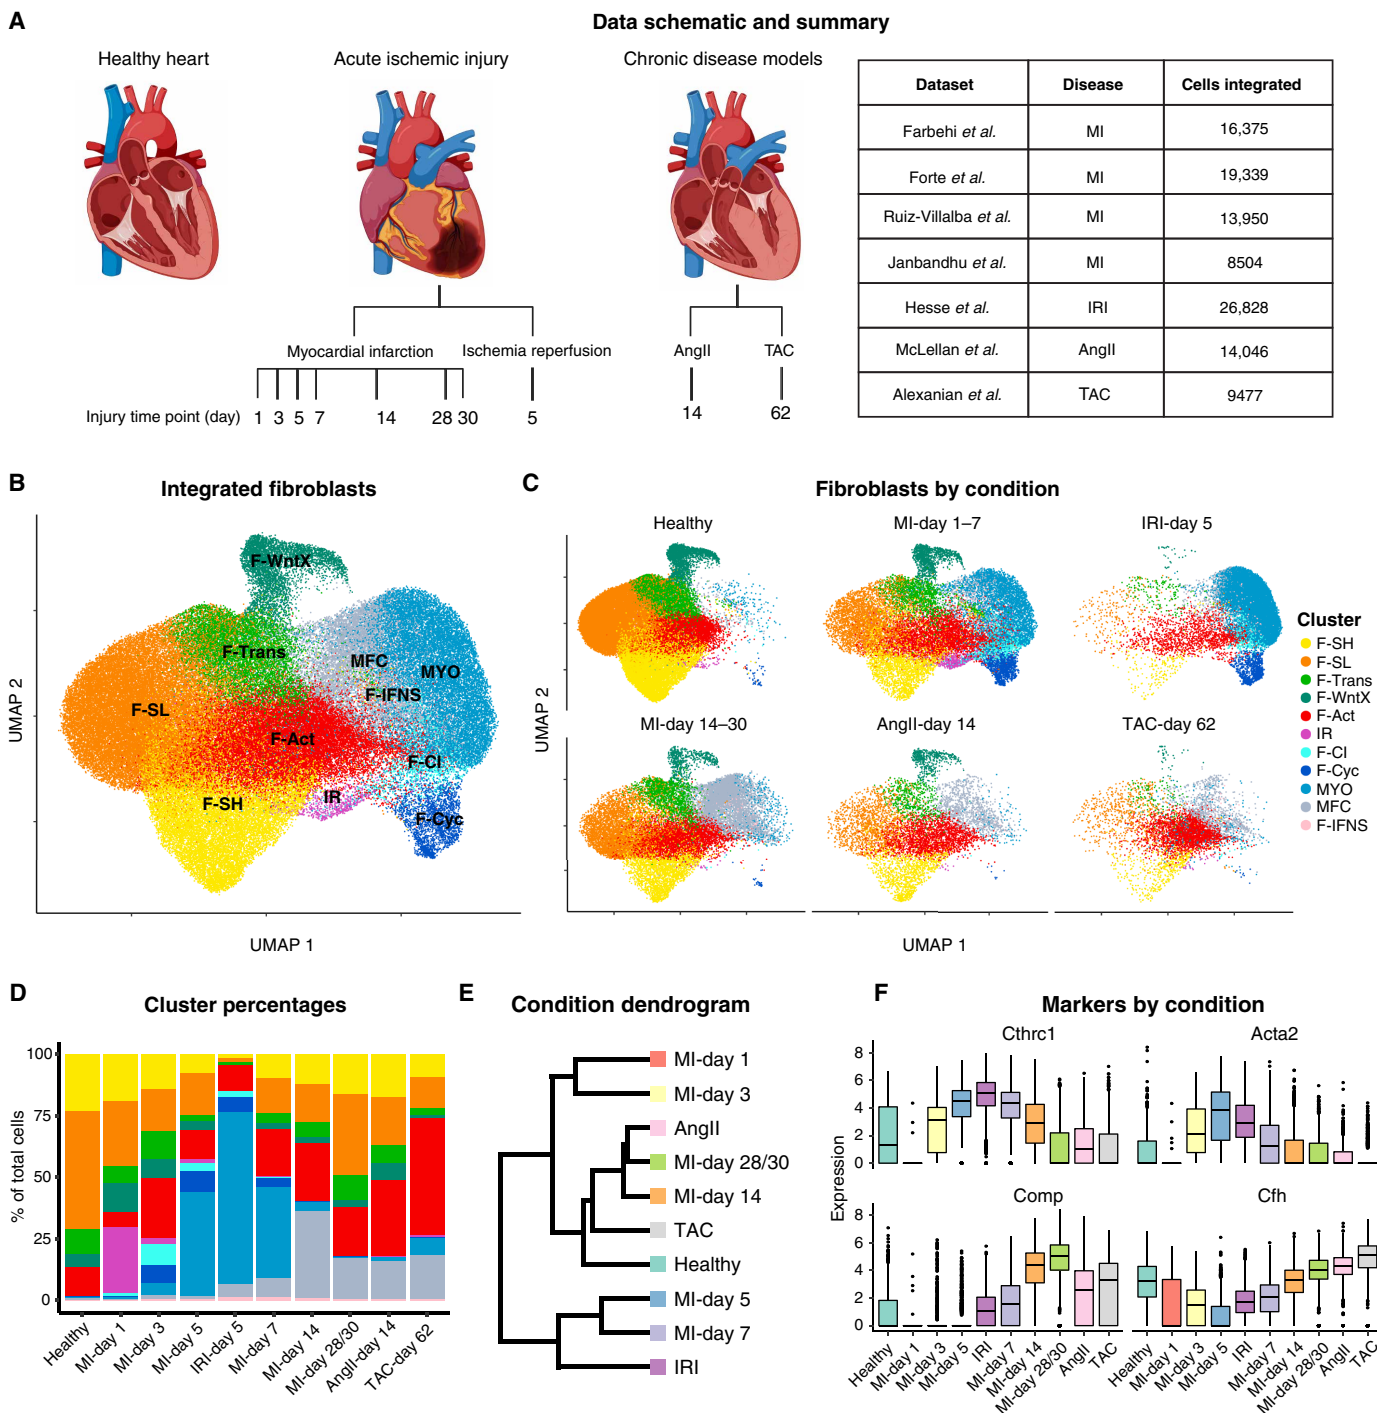 A
Data schematic and summary
Healthy heart
Acute ischemic injury
Chronic disease models
Myocardial infarction
Ischemia reperfusion
AngII
TAC
Injury time point (day)
1 3 5 7 14 28 30
5
14
62
Dataset Disease Cells integrated
Farbehi et al. MI 16,375
Forte et al. MI 19,339
Ruiz-Villalba et al. MI 13,950
Janbandhu et al. MI 8504
Hesse et al. IRI 26,828
McLellan et al. AngII 14,046
Alexanian et al. TAC 9477
B
Integrated fibroblasts
F-WntX
F-Trans
MFC
MYO
F-IFNS
F-SL
F-Act
F-CI
F-SH
IR
F-Cyc
UMAP 2
UMAP 1
C
Fibroblasts by condition
Healthy
MI-day 1–7
IRI-day 5
MI-day 14–30
AngII-day 14
TAC-day 62
UMAP 2
UMAP 1
Cluster
F-SH
F-SL
F-Trans
F-WntX
F-Act
IR
F-CI
F-Cyc
MYO
MFC
F-IFNS
D
Cluster percentages
% of total cells
100
75
50
25
0
Healthy
MI-day 1
MI-day 3
MI-day 5
IRI-day 5
MI-day 7
MI-day 14
MI-day 28/30
AngII-day 14
TAC-day 62
E
Condition dendrogram
MI-day 1
MI-day 3
AngII
MI-day 28/30
MI-day 14
TAC
Healthy
MI-day 5
MI-day 7
IRI
F
Markers by condition
Cthrc1
Acta2
Comp
Cfh
Expression
8
6
4
2
0
8
6
4
2
0
Healthy
MI-day 1
MI-day 3
MI-day 5
IRI
MI-day 7
MI-day 14
MI-day 28/30
AngII
TAC
Healthy
MI-day 1
MI-day 3
MI-day 5
IRI
MI-day 7
MI-day 14
MI-day 28/30
AngII
TAC